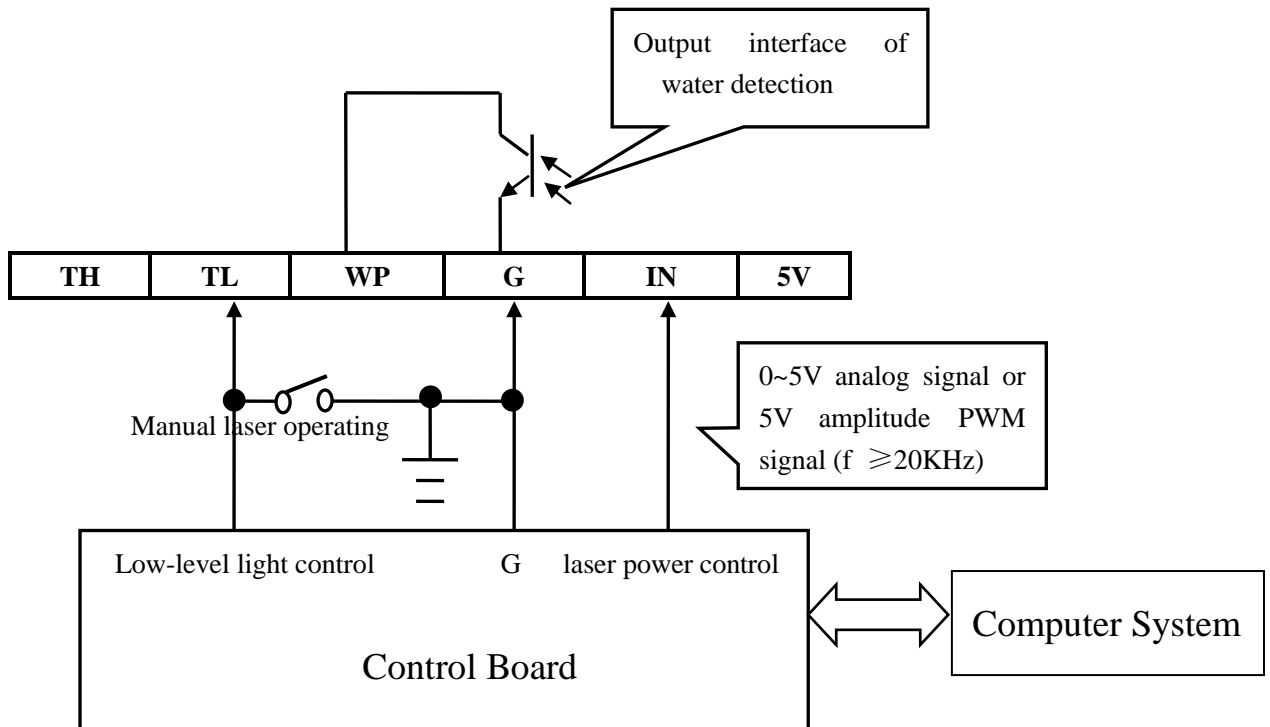 Output interface of
water detection
TH TL WP G IN 5V
Manual laser operating
0~5V analog signal or
5V amplitude PWM
signal (f ≥20KHz)
Low-level light control G laser power control
Control Board
Computer System